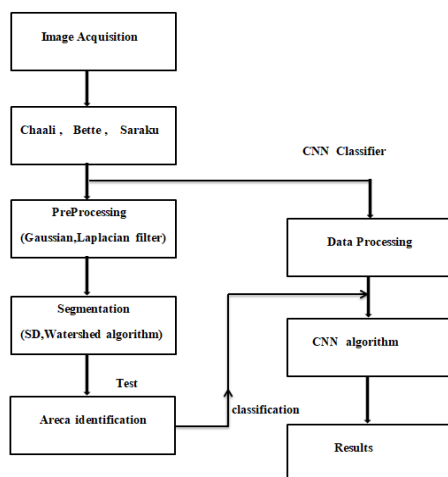 Image Acquisition
Chaali , Bette , Saraku
CNN Classifier
PreProcessing
(Gaussian,Laplacian filter)
Data Processing
Segmentation
(SD,Watershed algorithm)
CNN algorithm
Test
Areca identification
classification
Results